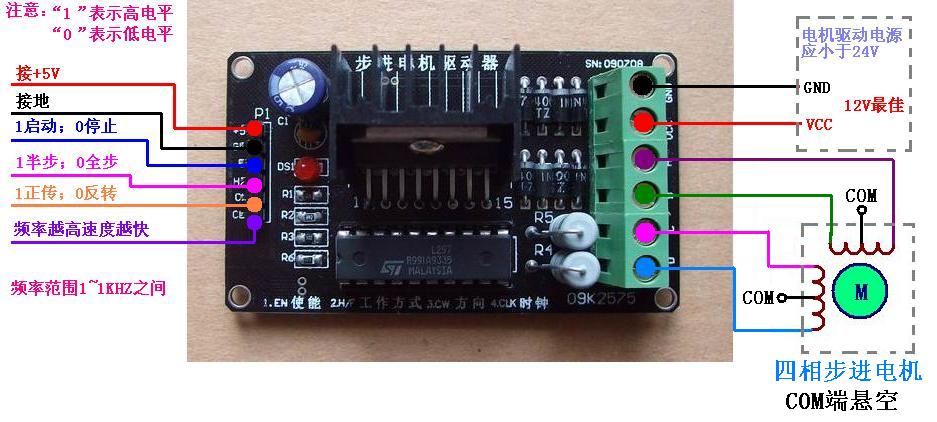 注意：“1”表示高电平
“0”表示低电平
接+5V
接地
1启动；0停止
1半步；0全步
1正传；0反转
频率越高速度越快
频率范围1~1KHZ之间
步进电机驱动器
SN:090708
P1
C1
DS1
R1
R2
R3
R6
1
15
R5
R4
L297
R991A9335
MALAYSIA
09K2575
1.EN使能 2.H/F工作方式 3.CW方向 4.CLK时钟
电机驱动电源
应小于24V
GND
12V最佳
VCC
COM
COM
M
四相步进电机
COM端悬空